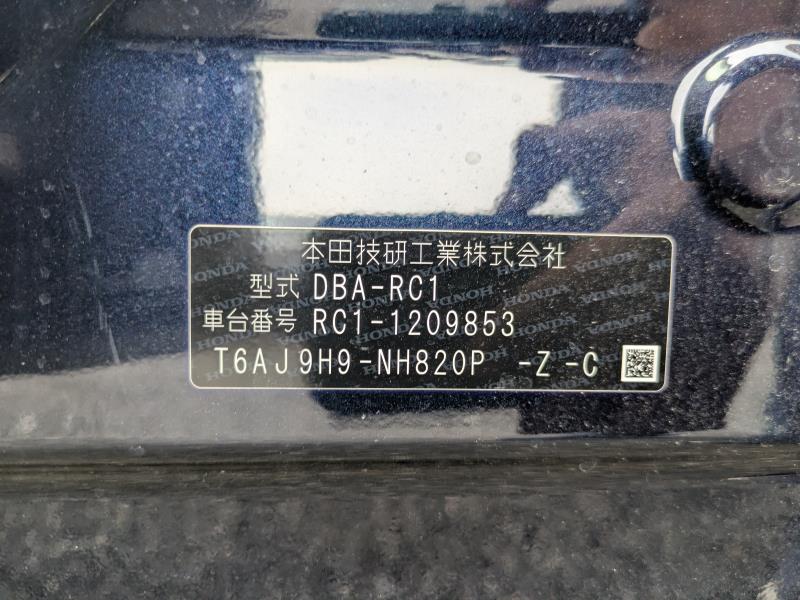 本田技研工業株式会社
型式 DBA-RC1
車台番号 RC1-1209853
T6AJ9H9-NH820P -Z -C